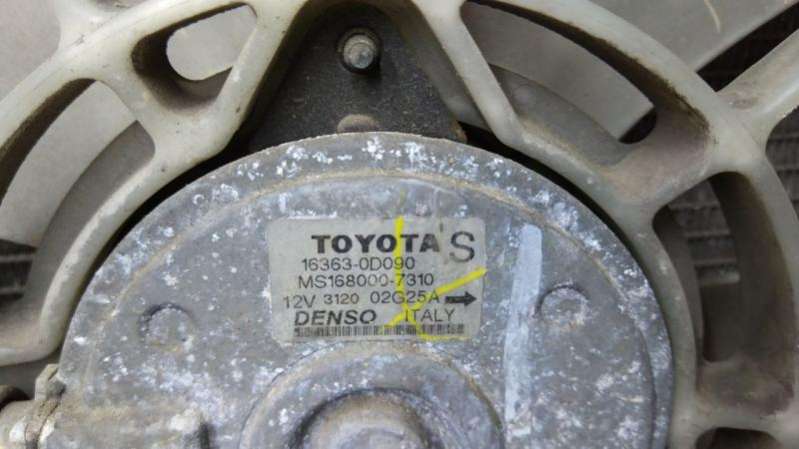 TOYOTA S
16363-0D090
MS168000-7310
12V 3120 02G25A
DENSO ITALY